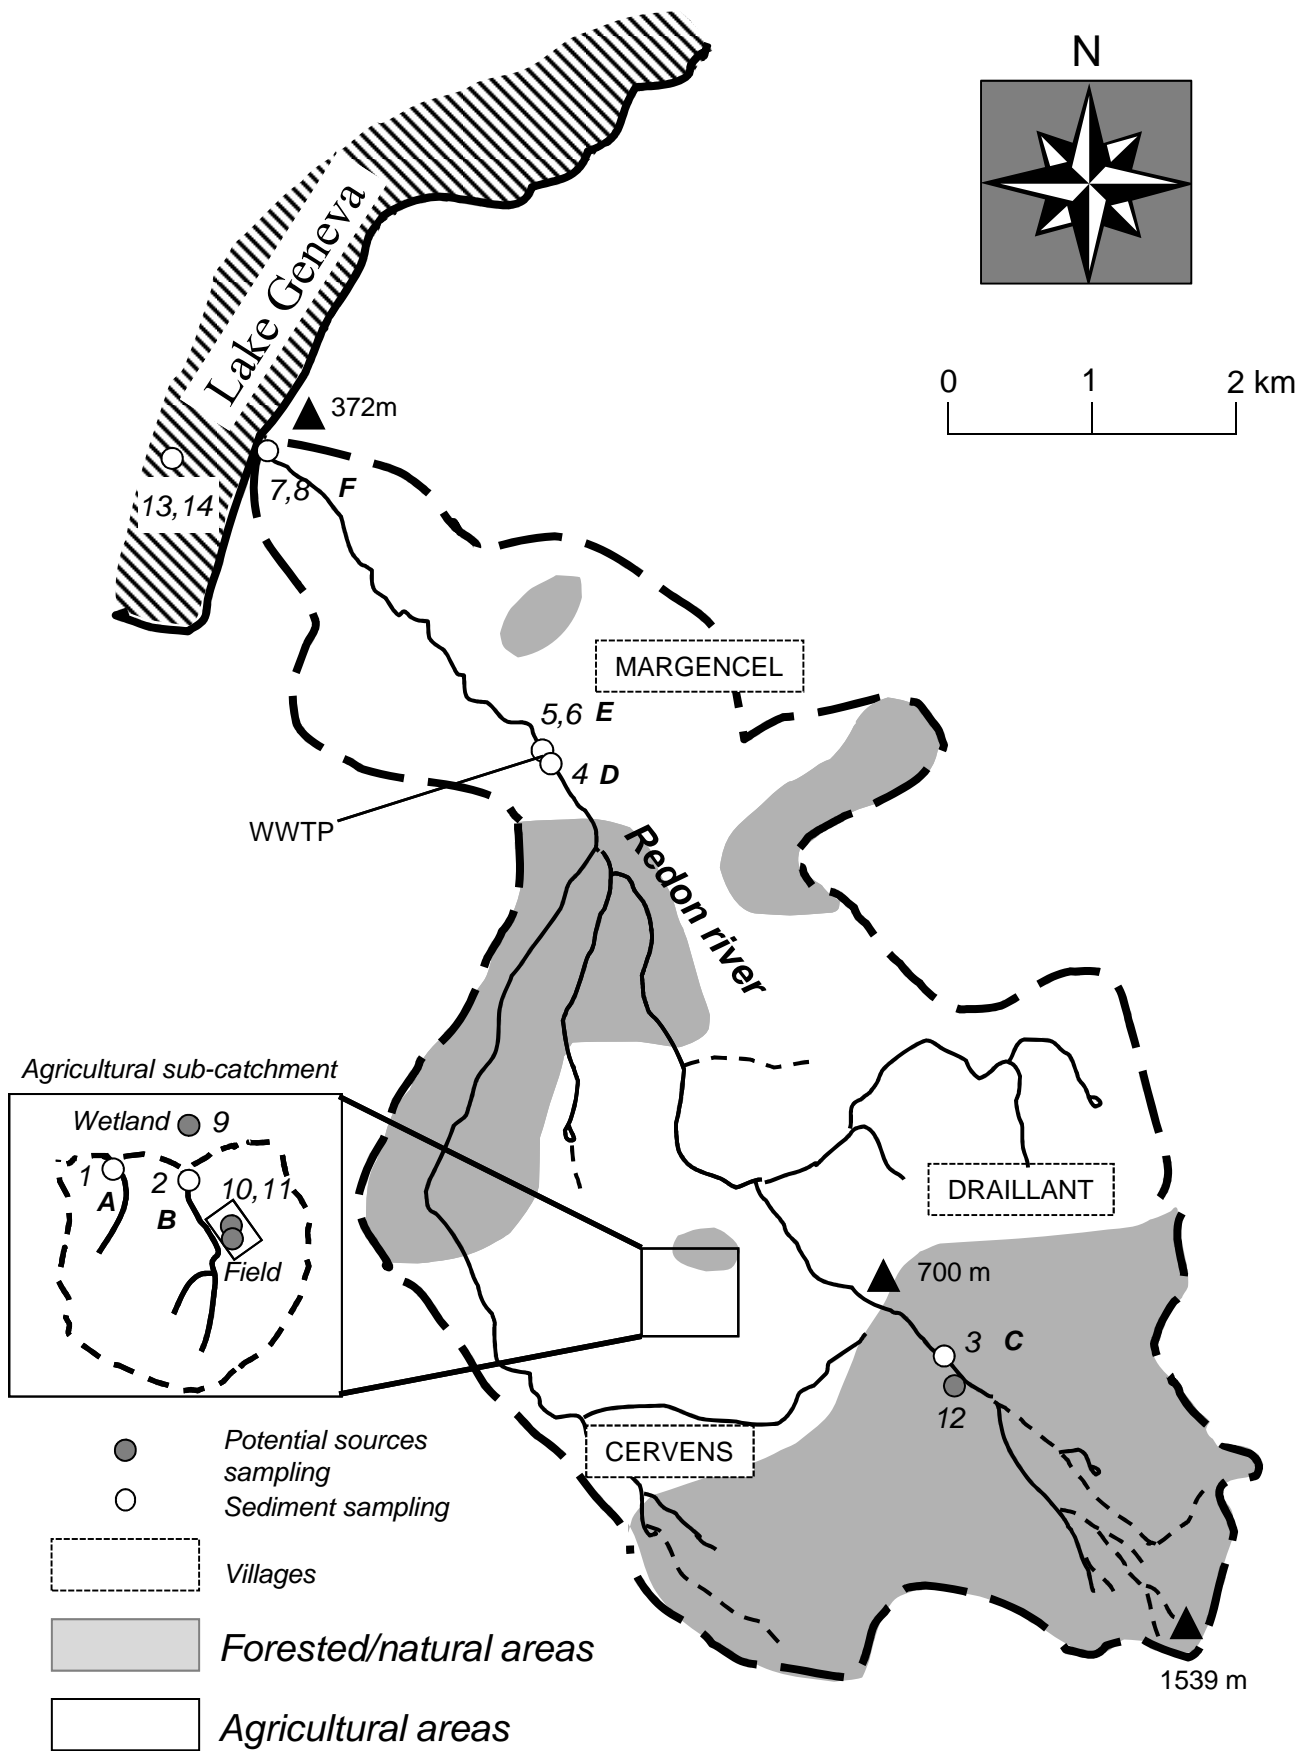 N
Lake Geneva
0 1 2 km
372m
13,14
7,8 F
MARGENCEL
5,6 E
4 D
WWTP
Redon river
Agricultural sub-catchment
Wetland 9
1 2 10,11
A B
Field
DRAILLANT
700 m
3 C
12
CERVENS
Potential sources
sampling
Sediment sampling
Villages
Forested/natural areas
1539 m
Agricultural areas